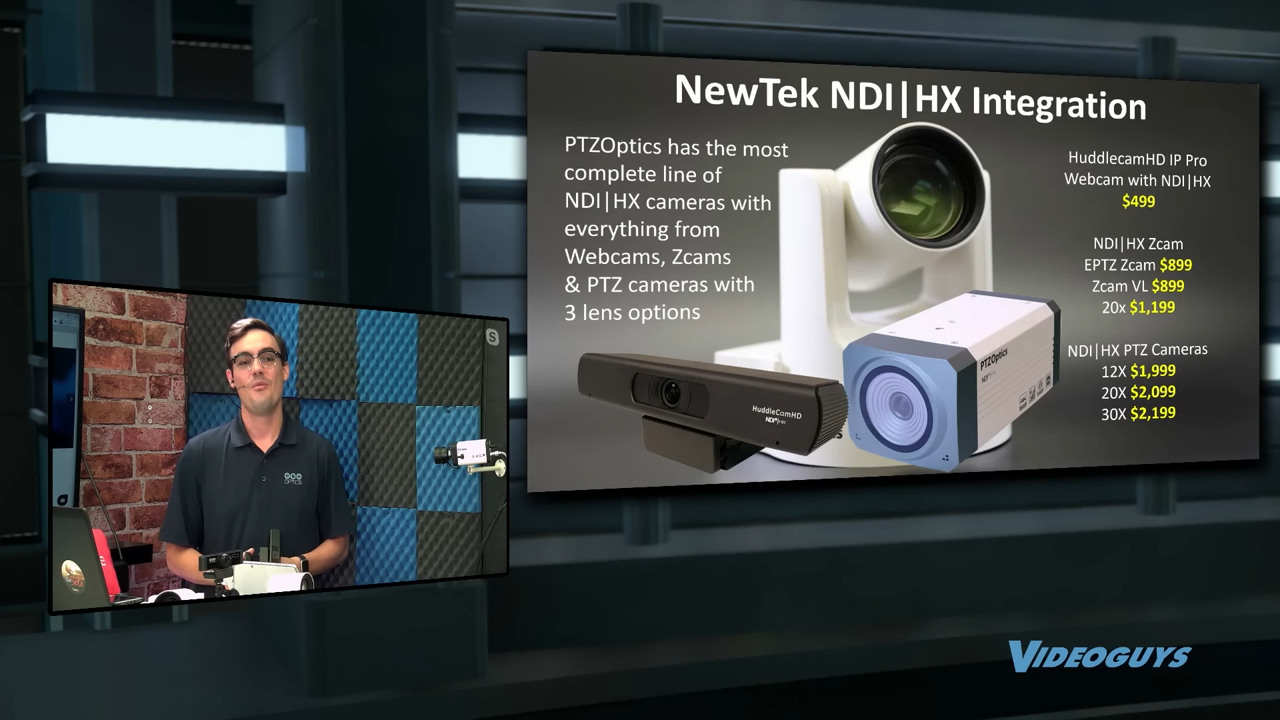 NewTek NDI|HX Integration
PTZOptics has the most
complete line of
NDI|HX cameras with
everything from
Webcams, Zcams
& PTZ cameras with
3 lens options
HuddlecamHD IP Pro
Webcam with NDI|HX
$499
NDI|HX Zcam
EPTZ Zcam $899
Zcam VL $899
20x $1,199
NDI|HX PTZ Cameras
12X $1,999
20X $2,099
30X $2,199
PTZOptics
HuddleCamHD
OPTICS
VIDEOGUYS